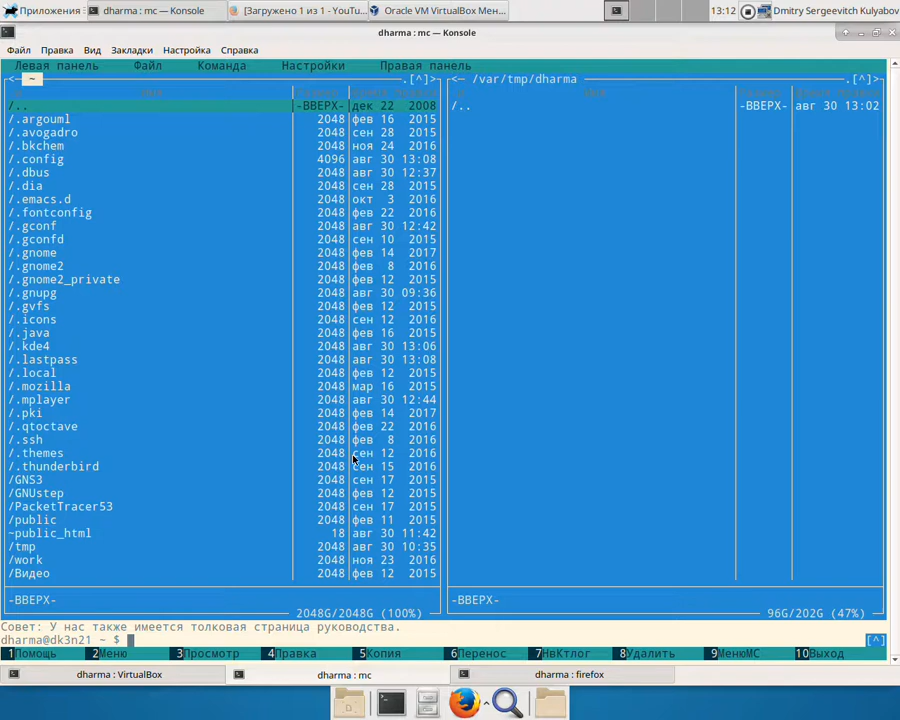 Приложения dharma : mc — Konsole [Загружено 1 из 1 - YouTu... Oracle VM VirtualBox Мен... 13:12 Dmitry Sergeevitch Kulyabov
dharma : mc — Konsole
Файл Правка Вид Закладки Настройка Справка
Левая панель Файл Команда Настройки Правая панель
<— ~ .[^]> <— /var/tmp/dharma .[^]>
/.. -ВВЕРХ- дек 22 2008 /.. -ВВЕРХ- авг 30 13:02
/.argouml 2048 фев 16 2015
/.avogadro 2048 сен 28 2015
/.bkchem 2048 ноя 24 2016
/.config 4096 авг 30 13:08
/.dbus 2048 авг 30 12:37
/.dia 2048 сен 28 2015
/.emacs.d 2048 окт 3 2016
/.fontconfig 2048 фев 22 2016
/.gconf 2048 авг 30 12:42
/.gconfd 2048 сен 10 2015
/.gnome 2048 фев 14 2017
/.gnome2 2048 фев 8 2016
/.gnome2_private 2048 фев 12 2015
/.gnupg 2048 авг 30 09:36
/.gvfs 2048 фев 12 2015
/.icons 2048 сен 12 2016
/.java 2048 фев 16 2015
/.kde4 2048 авг 30 13:06
/.lastpass 2048 авг 30 13:08
/.local 2048 фев 12 2015
/.mozilla 2048 мар 16 2015
/.mplayer 2048 авг 30 12:44
/.pki 2048 фев 14 2017
/.qtoctave 2048 фев 22 2016
/.ssh 2048 фев 8 2016
/.themes 2048 сен 12 2016
/.thunderbird 2048 сен 15 2016
/GNS3 2048 сен 17 2015
/GNUstep 2048 фев 12 2015
/PacketTracer53 2048 сен 17 2015
/public 2048 фев 11 2015
~public_html 18 авг 30 11:42
/tmp 2048 авг 30 10:35
/work 2048 ноя 23 2016
/Видео 2048 фев 12 2015
-ВВЕРХ- -ВВЕРХ-
2048G/2048G (100%) 96G/202G (47%)
Совет: У нас также имеется толковая страница руководства.
dharma@dk3n21 ~ $ [^]
1Помощь 2Меню 3Просмотр 4Правка 5Копия 6Перенос 7НвКтлог 8Удалить 9МенюМС 10Выход
dharma : VirtualBox dharma : mc dharma : firefox